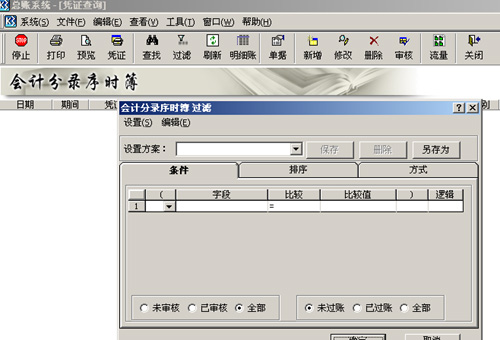 总账系统 - [凭证查询]
系统(S) 文件(F) 编辑(E) 查看(V) 工具(T) 窗口(W) 帮助(H)
停止 打印 预览 凭证 查找 过滤 刷新 明细账 单据 新增 修改 删除 审核 流量 关闭
会计分录序时簿
日期 期间 凭 别
会计分录序时簿 过滤
设置(S) 编辑(E)
设置方案: 保存 删除 另存为
条件 排序 方式
( 字段 比较 比较值 ) 逻辑
1 =
未审核 已审核 全部 未过账 已过账 全部
确定 取消